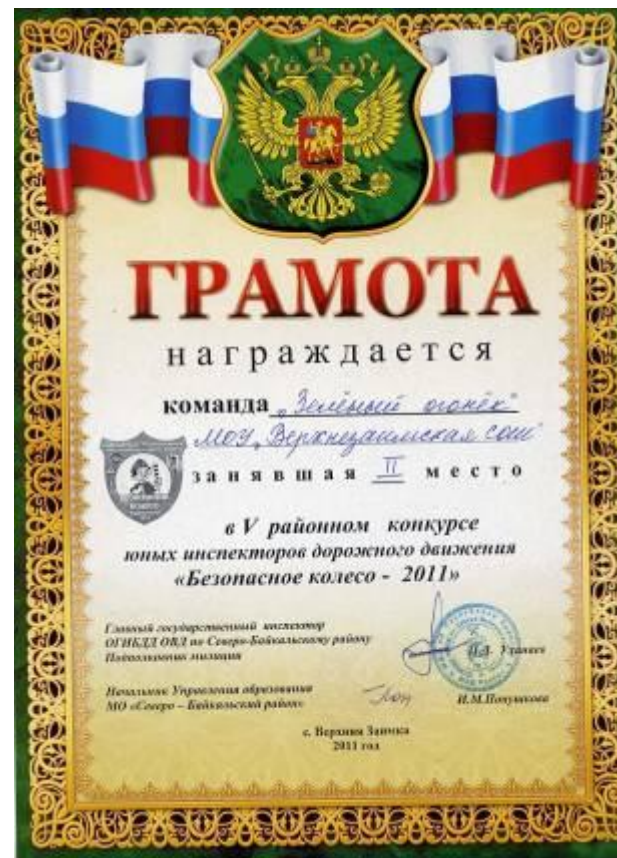 ГРАМОТА
награждается
команда „Зелёный огонёк"
МОУ „Верхнезаимская сош"
занявшая II место
в V районном конкурсе
юных инспекторов дорожного движения
«Безопасное колесо - 2011»
Главный государственный инспектор
ОГИБДД ОВД по Северо-Байкальскому району
Подполковник милиции
Начальник Управления образования
МО «Северо – Байкальский район»
И.М.Попушкова
с. Верхняя Заимка
2011 год